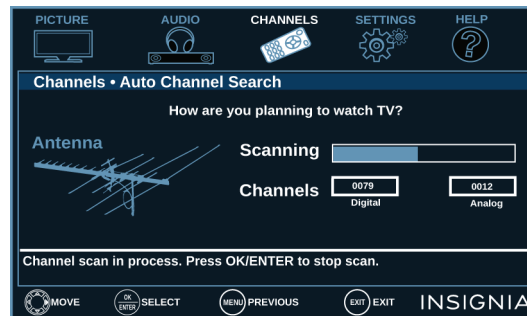 PICTURE AUDIO CHANNELS SETTINGS HELP
?
Channels • Auto Channel Search
How are you planning to watch TV?
Antenna
Scanning
Channels 0079 0012
Digital Analog
Channel scan in process. Press OK/ENTER to stop scan.
MOVE OK ENTER SELECT MENU PREVIOUS EXIT EXIT INSIGNIA